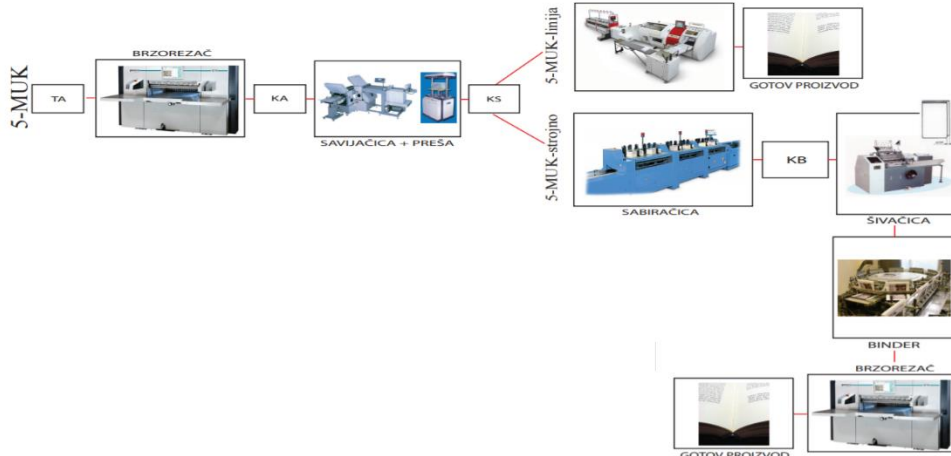 5-MUK
TA
BRZOREZAČ
KA
SAVIJAČICA + PREŠA
KS
5-MUK-linija
GOTOV PROIZVOD
5-MUK-strojno
SABIRAČICA
KB
ŠIVAČICA
BINDER
BRZOREZAČ
GOTOV PROIZVOD